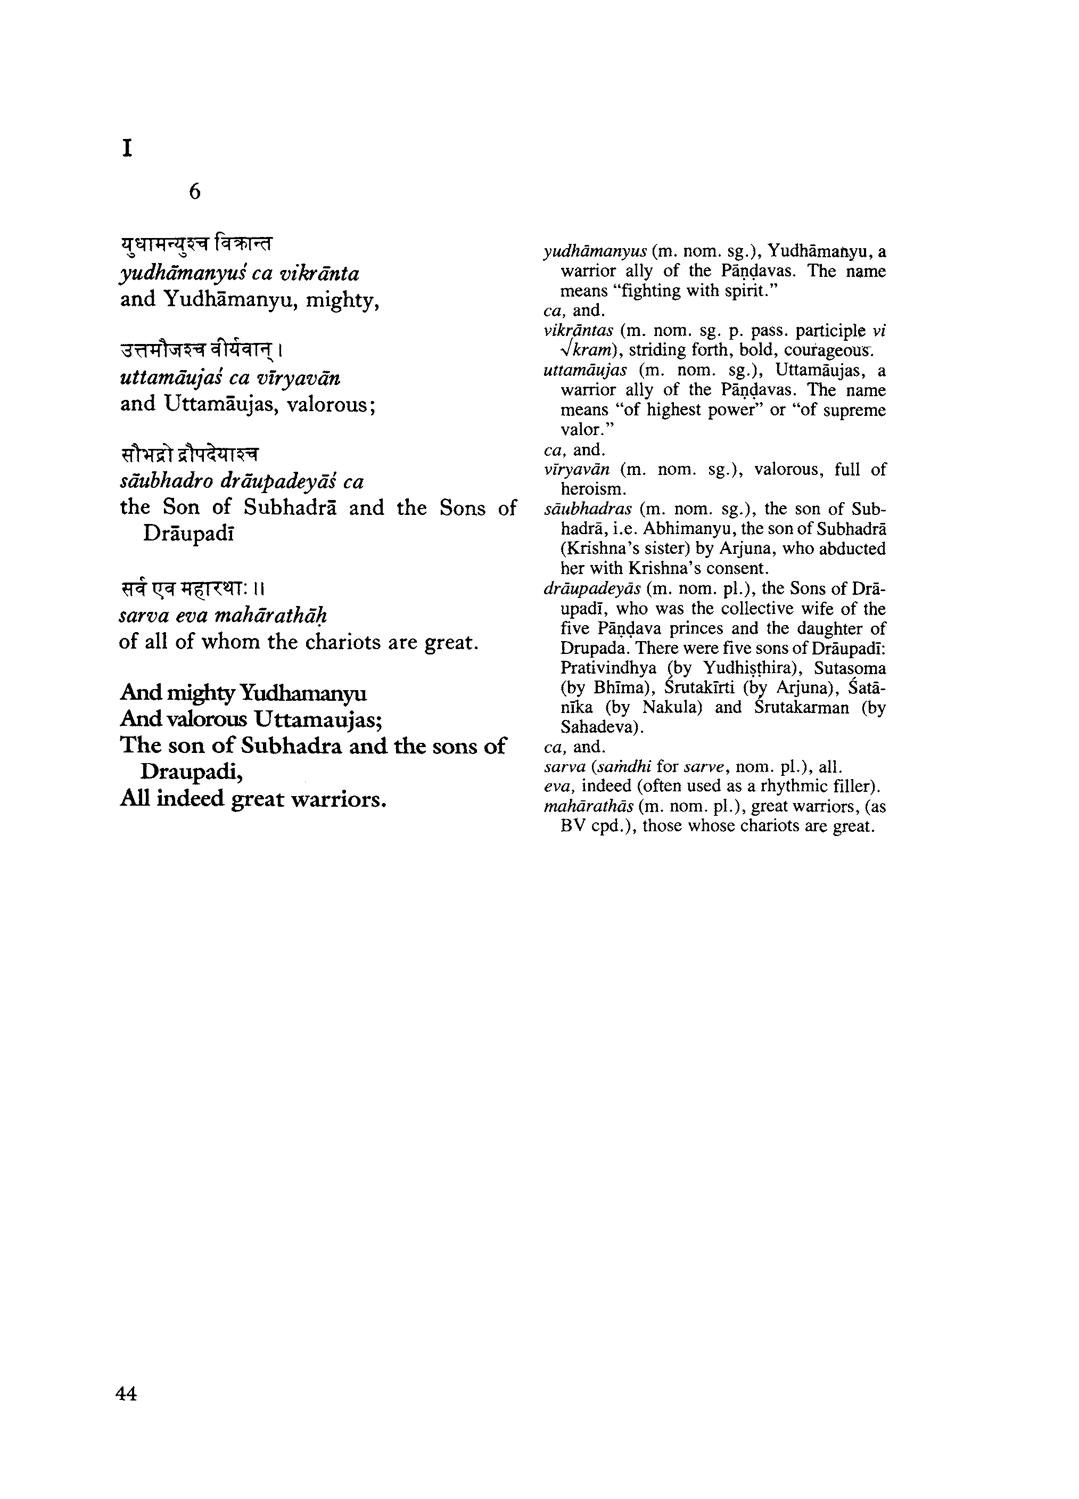 I
6
युधामन्युश्च विक्रान्त
yudhāmanyuś ca vikrānta
and Yudhāmanyu, mighty,
उत्तमौजश्च वीर्यवान् ।
uttamāujaś ca vīryavān
and Uttamāujas, valorous;
सौभद्रो द्रौपदेयाश्च
sāubhadro drāupadeyāś ca
the Son of Subhadrā and the Sons of
Drāupadī
सर्व एव महारथाः ॥
sarva eva mahārathāḥ
of all of whom the chariots are great.
And mighty Yudhamanyu
And valorous Uttamaujas;
The son of Subhadra and the sons of
Draupadi,
All indeed great warriors.
yudhāmanyus (m. nom. sg.), Yudhāmanyu, a
warrior ally of the Pāṇḍavas. The name
means “fighting with spirit.”
ca, and.
vikrāntas (m. nom. sg. p. pass. participle vi
√kram), striding forth, bold, courageous.
uttamāujas (m. nom. sg.), Uttamāujas, a
warrior ally of the Pāṇḍavas. The name
means “of highest power” or “of supreme
valor.”
ca, and.
vīryavān (m. nom. sg.), valorous, full of
heroism.
sāubhadras (m. nom. sg.), the son of Sub-
hadrā, i.e. Abhimanyu, the son of Subhadrā
(Krishna’s sister) by Arjuna, who abducted
her with Krishna’s consent.
drāupadeyās (m. nom. pl.), the Sons of Drā-
upadī, who was the collective wife of the
five Pāṇḍava princes and the daughter of
Drupada. There were five sons of Drāupadī:
Prativindhya (by Yudhiṣṭhira), Sutasoma
(by Bhīma), Śrutakīrti (by Arjuna), Śatā-
nīka (by Nakula) and Śrutakarman (by
Sahadeva).
ca, and.
sarva (saṁdhi for sarve, nom. pl.), all.
eva, indeed (often used as a rhythmic filler).
mahārathās (m. nom. pl.), great warriors, (as
BV cpd.), those whose chariots are great.
44